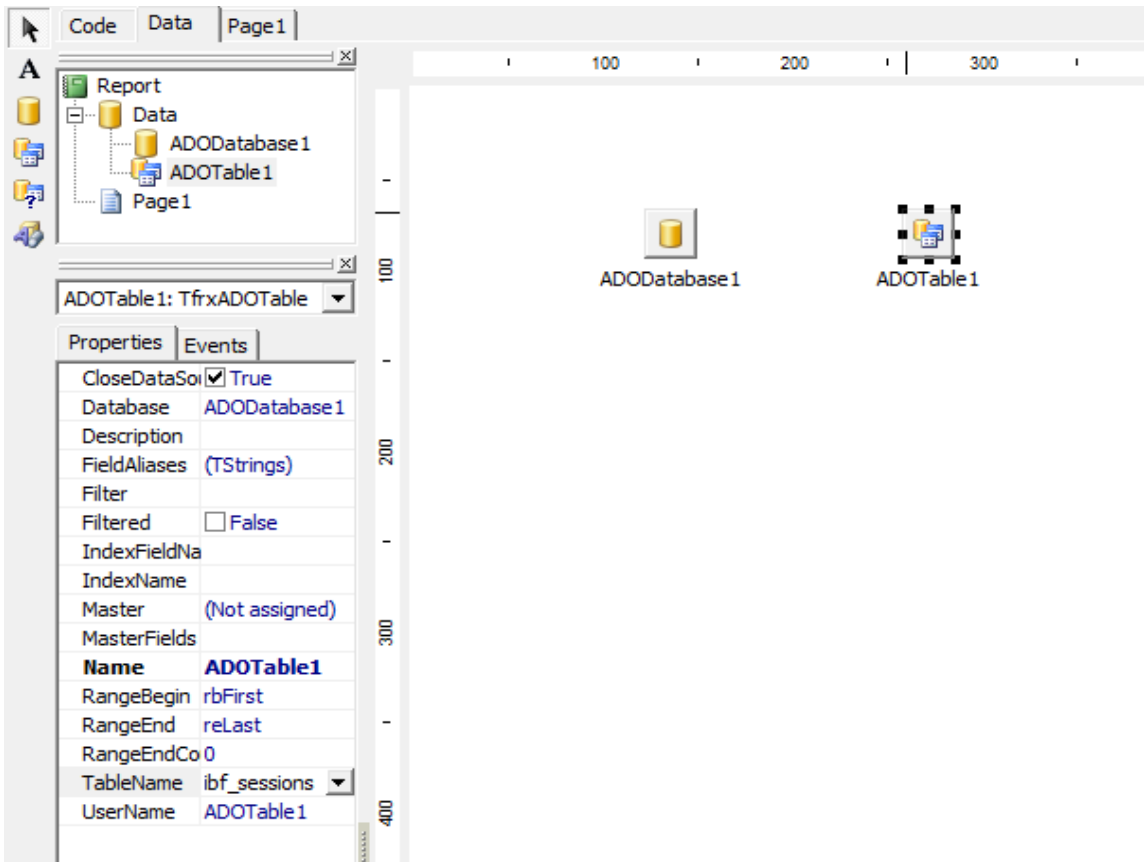 Code Data Page1
A
Report
Data
ADODatabase1
ADOTable1
Page1
ADOTable1: TfrxADOTable
Properties Events
CloseDataSou True
Database ADODatabase1
Description
FieldAliases (TStrings)
Filter
Filtered False
IndexFieldNa
IndexName
Master (Not assigned)
MasterFields
Name ADOTable1
RangeBegin rbFirst
RangeEnd reLast
RangeEndCo 0
TableName ibf_sessions
UserName ADOTable1
100 200 300
100
200
300
400
ADODatabase1 ADOTable1